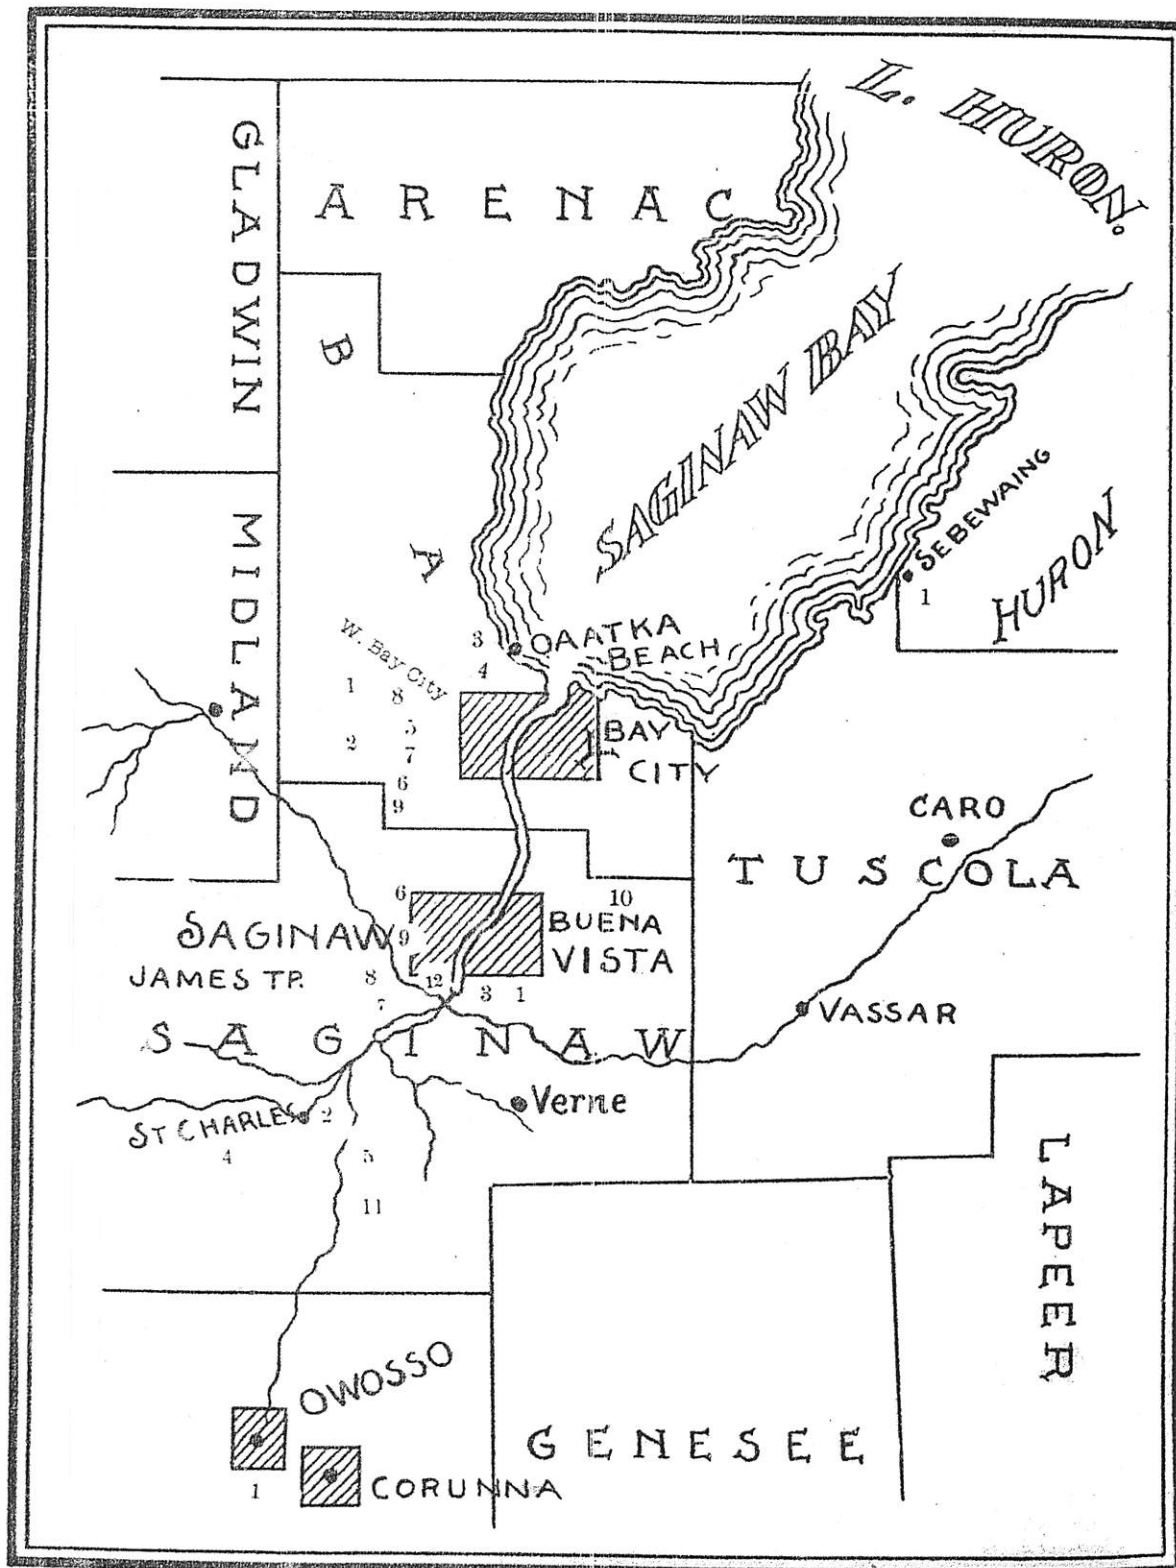 L. HURON.
GLADWIN
ARENAC
BAY
SAGINAW BAY
SEBEWAING
1
HURON
MIDLAND
W. Bay City
3
OAATKA
BEACH
4
1
8
5
2
7
6
9
BAY
CITY
CARO
TUSCOLA
6
10
SAGINAW
9
BUENA
VISTA
JAMES TP.
8
12
3
1
7
SAGINAW
VASSAR
Verne
ST CHARLES
2
4
5
11
LAPEER
OWOSSO
1
CORUNNA
GENESEE